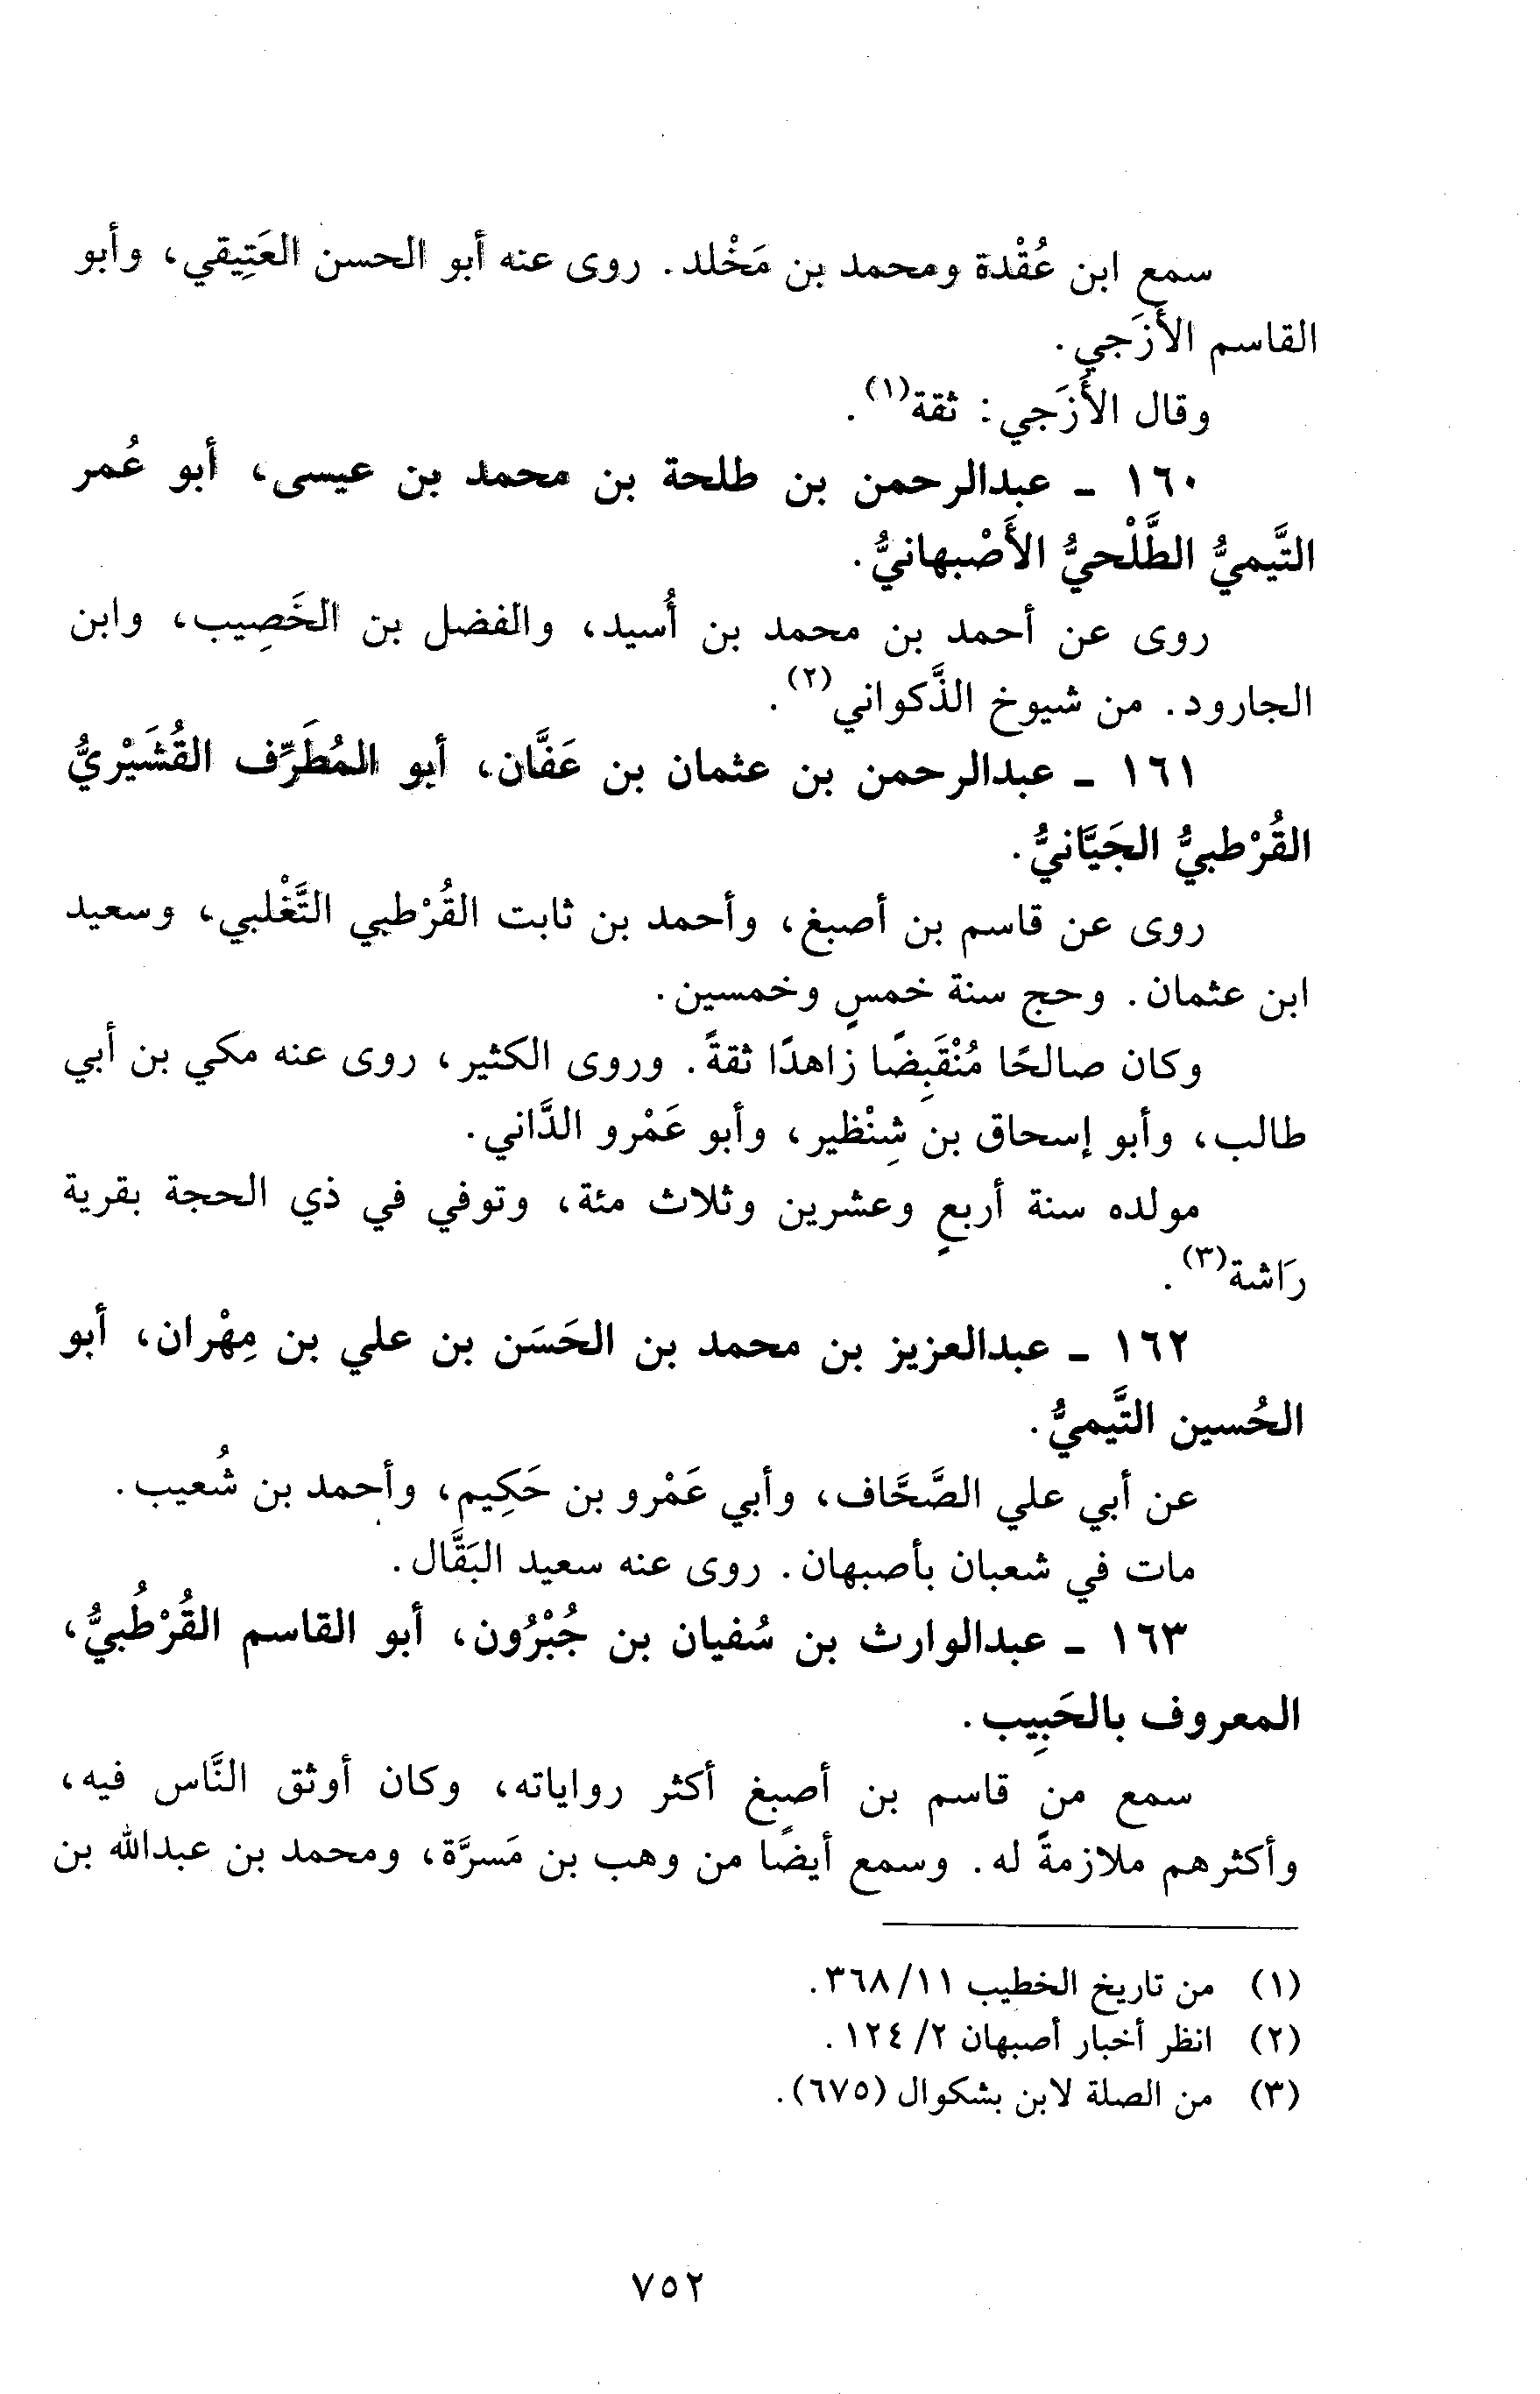 سمع ابن عُقْدة ومحمد بن مَخْلد. روى عنه أبو الحسن العَتِيقي، وأبو
القاسم الأَزَجي.
وقال الأَزَجي: ثقة(١).
١٦٠ - عبدالرحمن بن طلحة بن محمد بن عيسى، أبو عُمر
التَّيميُّ الطَّلْحيُّ الأَصْبهانيُّ.
روى عن أحمد بن محمد بن أُسيد، والفضل بن الخَصِيب، وابن
الجارود. من شيوخ الذَّكواني(٢).
١٦١ - عبدالرحمن بن عثمان بن عَفَّان، أبو المُطَرِّف القُشَيْريُّ
القُرْطبيُّ الجَيَّانيُّ.
روى عن قاسم بن أصبغ، وأحمد بن ثابت القُرْطبي التَّغْلبي، وسعيد
ابن عثمان. وحج سنة خمسٍ وخمسين.
وكان صالحًا مُنْقَبِضًا زاهدًا ثقةً. وروى الكثير، روى عنه مكي بن أبي
طالب، وأبو إسحاق بن شِنْظير، وأبو عَمْرو الدَّاني.
مولده سنة أربعٍ وعشرين وثلاث مئة، وتوفي في ذي الحجة بقرية
رَاشة(٣).
١٦٢ - عبدالعزيز بن محمد بن الحَسَن بن علي بن مِهْران، أبو
الحُسين التَّيميُّ.
عن أبي علي الصَّحَّاف، وأبي عَمْرو بن حَكِيم، وأحمد بن شُعيب.
مات في شعبان بأصبهان. روى عنه سعيد البَقَّال.
١٦٣ - عبدالوارث بن سُفيان بن جُبْرُون، أبو القاسم القُرْطُبيُّ،
المعروف بالحَبِيب.
سمع من قاسم بن أصبغ أكثر رواياته، وكان أوثق النَّاس فيه،
وأكثرهم ملازمةً له. وسمع أيضًا من وهب بن مَسرَّة، ومحمد بن عبدالله بن
(١) من تاريخ الخطيب ١١/ ٣٦٨.
(٢) انظر أخبار أصبهان ٢/ ١٢٤.
(٣) من الصلة لابن بشكوال (٦٧٥).
٧٥٢